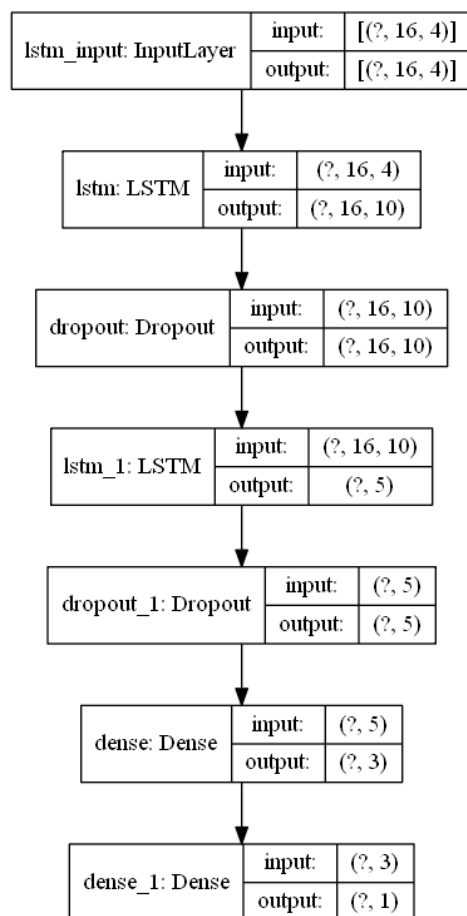 lstm_input: InputLayer
input: [(?, 16, 4)]
output: [(?, 16, 4)]
lstm: LSTM
input: (?, 16, 4)
output: (?, 16, 10)
dropout: Dropout
input: (?, 16, 10)
output: (?, 16, 10)
lstm_1: LSTM
input: (?, 16, 10)
output: (?, 5)
dropout_1: Dropout
input: (?, 5)
output: (?, 5)
dense: Dense
input: (?, 5)
output: (?, 3)
dense_1: Dense
input: (?, 3)
output: (?, 1)